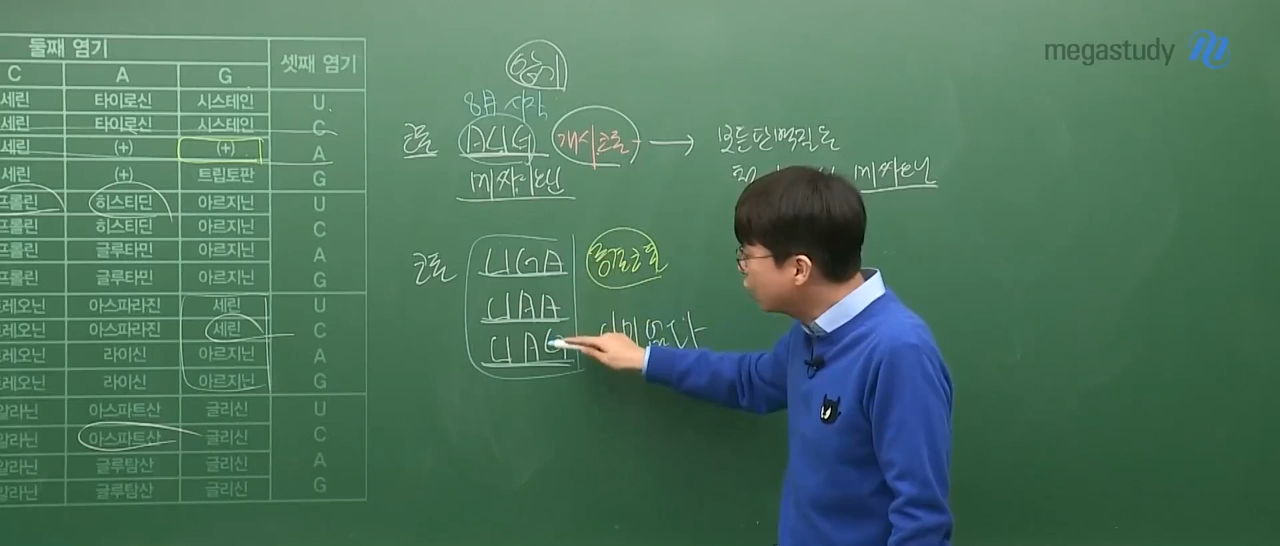 megastudy
둘째 염기 셋째 염기
C A G
세린 타이로신 시스테인 U
세린 타이로신 시스테인 C
세린 (+) (+) A
세린 (+) 트립토판 G
프롤린 히스티딘 아르지닌 U
프롤린 히스티딘 아르지닌 C
프롤린 글루타민 아르지닌 A
프롤린 글루타민 아르지닌 G
레오닌 아스파라진 세린 U
레오닌 아스파라진 세린 C
레오닌 라이신 아르지닌 A
레오닌 라이신 아르지닌 G
알라닌 아스파트산 글리신 U
알라닌 아스파트산 글리신 C
알라닌 글루탐산 글리신 A
알라닌 글루탐산 글리신 G
암기
8月 시작
코돈 AUG 개시코돈 → 모든 단백질은
메싸이오닌
코돈 UGA 종결코돈
UAA
UAG